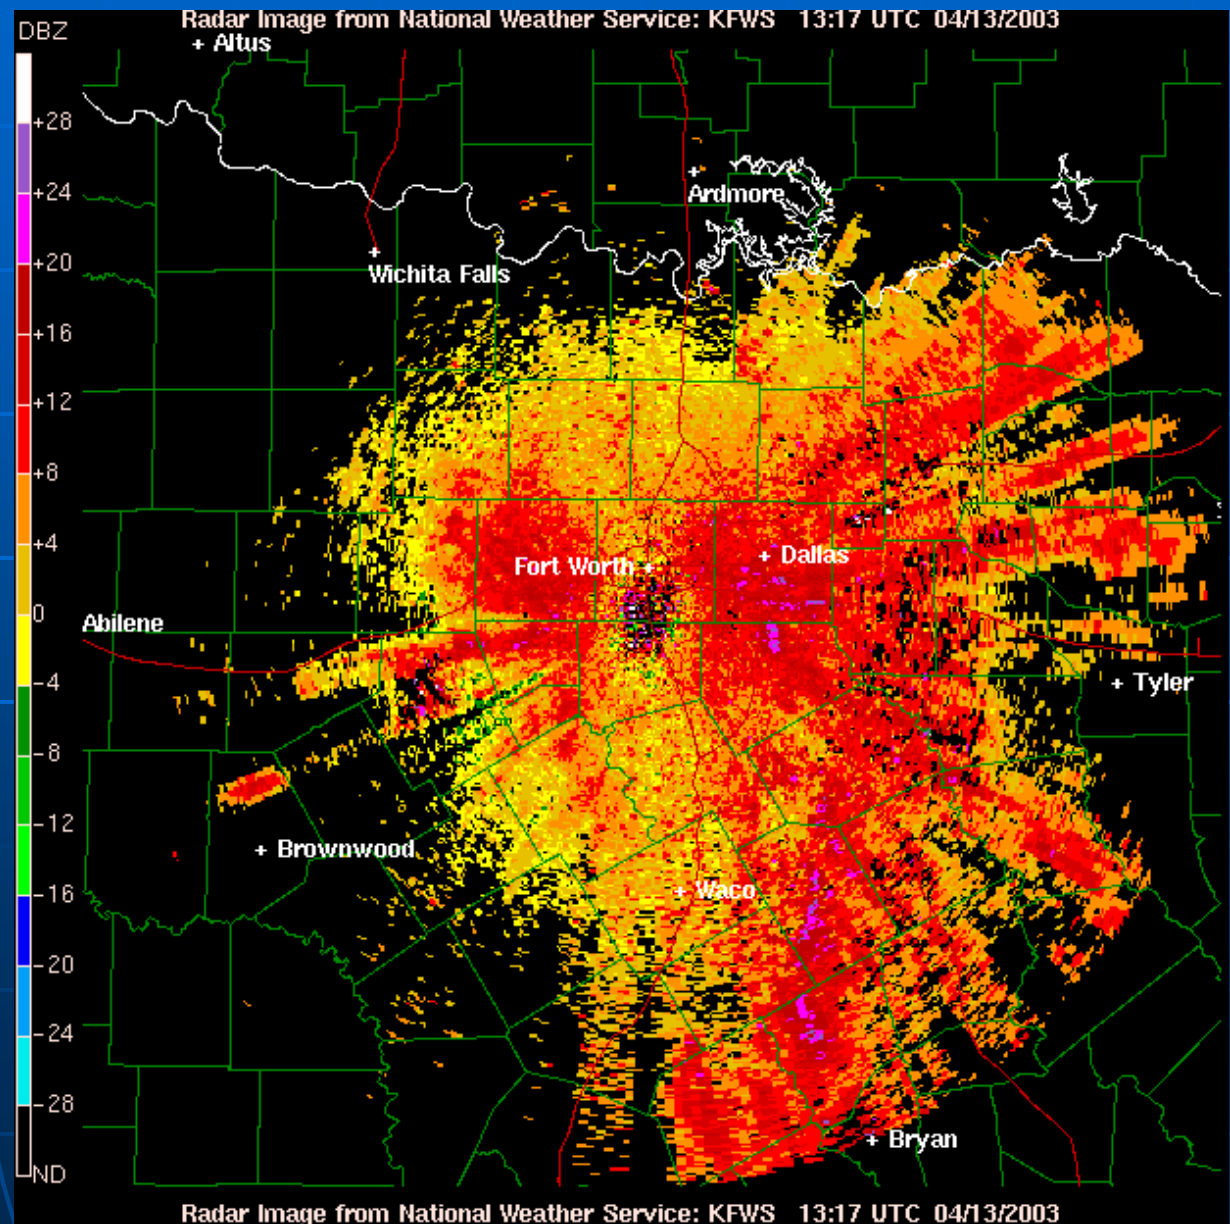 Radar Image from National Weather Service: KFWS 13:17 UTC 04/13/2003
DBZ
+ Altus
+28
+24
+20
+16
+12
+8
+4
0
-4
-8
-12
-16
-20
-24
-28
ND
Ardmore
Wichita Falls
Fort Worth
+ Dallas
Abilene
+ Tyler
+ Brownwood
+ Waco
+ Bryan
Radar Image from National Weather Service: KFWS 13:17 UTC 04/13/2003